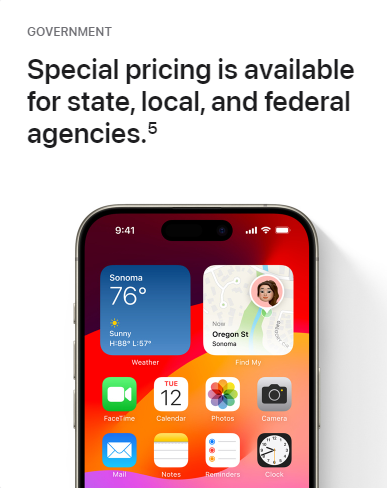 GOVERNMENT
Special pricing is available
for state, local, and federal
agencies.5
9:41
Sonoma
76°
Sunny
H:88° L:57°
Weather
Now
Oregon St
Sonoma
Find My
TUE
12
FaceTime
Calendar
Photos
Camera
Mail
Notes
Reminders
Clock